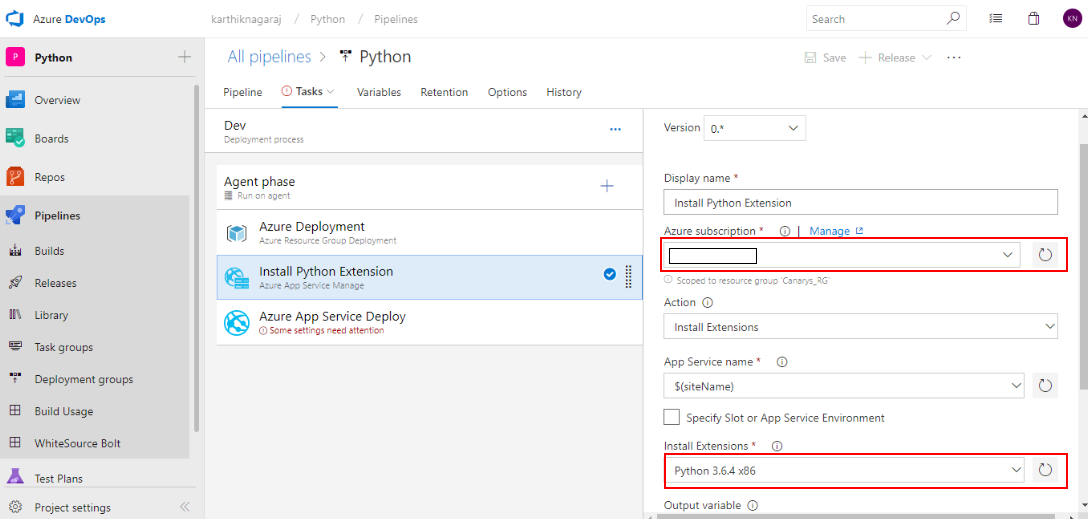 Azure DevOps
karthiknagaraj / Python / Pipelines
Search
KN
P Python
Overview
Boards
Repos
Pipelines
Builds
Releases
Library
Task groups
Deployment groups
Build Usage
WhiteSource Bolt
Test Plans
Project settings
All pipelines > Python
Save
Release
Pipeline
Tasks
Variables
Retention
Options
History
Dev
Deployment process
Agent phase
Run on agent
Azure Deployment
Azure Resource Group Deployment
Install Python Extension
Azure App Service Manage
Azure App Service Deploy
Some settings need attention
Version 0.*
Display name *
Install Python Extension
Azure subscription * | Manage
Scoped to resource group 'Canarys_RG'
Action
Install Extensions
App Service name *
$(siteName)
Specify Slot or App Service Environment
Install Extensions *
Python 3.6.4 x86
Output variable